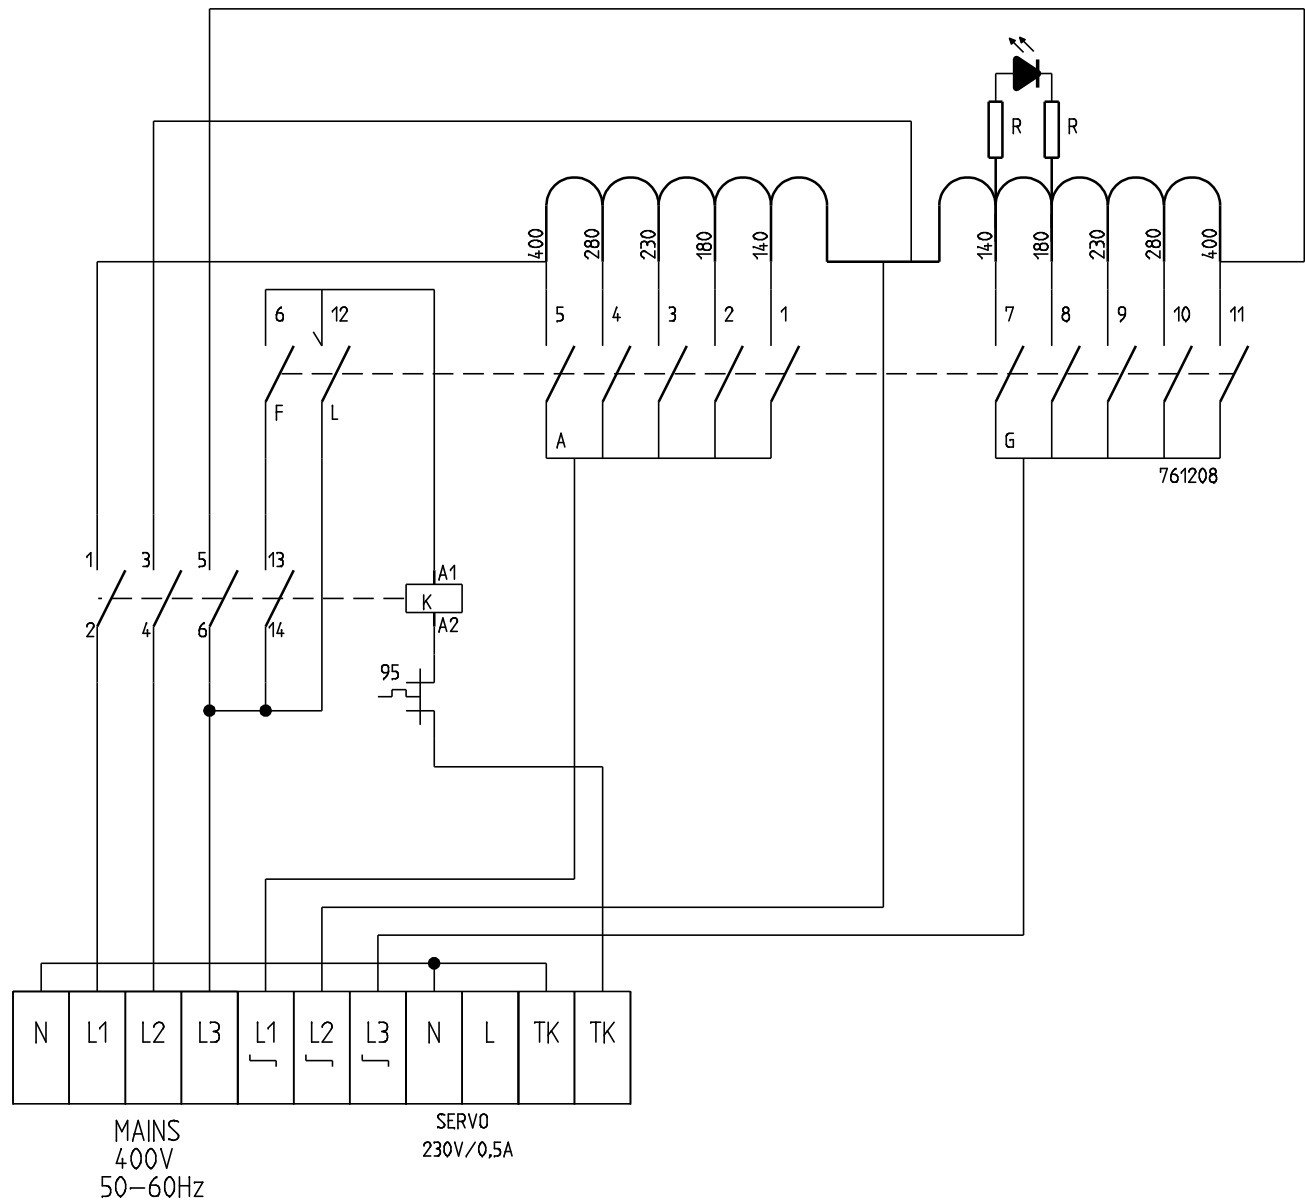 R R
400 280 230 180 140 140 180 230 280 400
6 12 5 4 3 2 1 7 8 9 10 11
F L
A G
761208
1 3 5 13
A1
K
2 4 6 14 A2
95
N L1 L2 L3 L1 L2 L3 N L TK TK
MAINS
400V
50-60Hz
SERVO
230V/0,5A